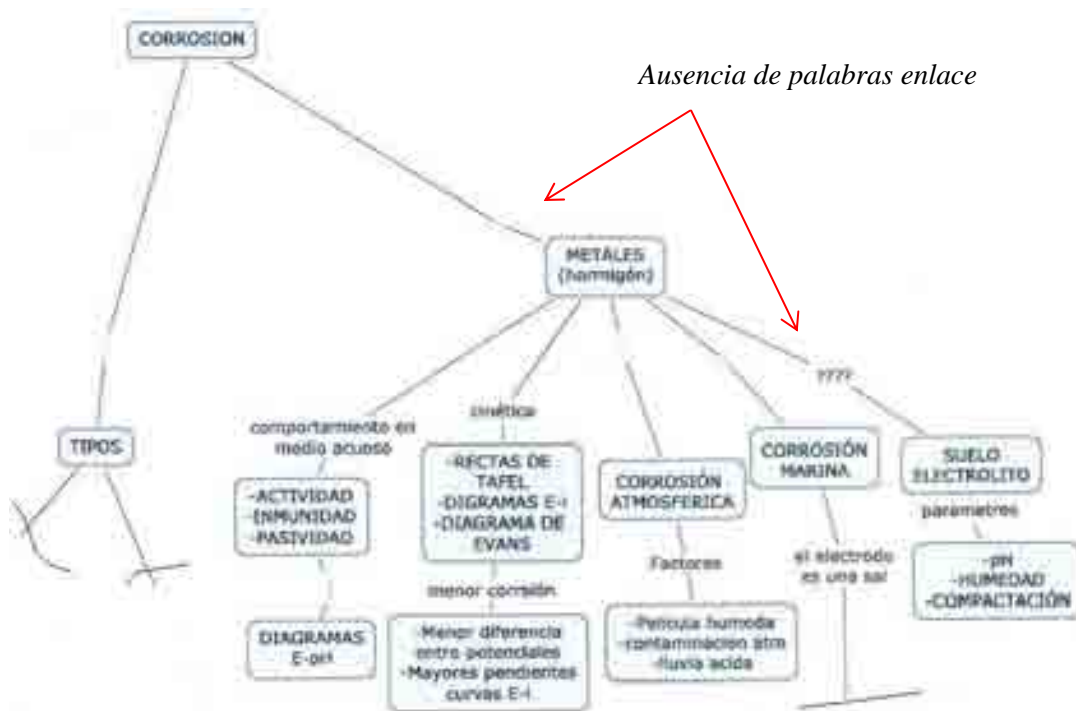 CORROSION
Ausencia de palabras enlace
METALES
(hormigón)
????
TIPOS
comportamiento en
medio acuoso
cinética
CORROSIÓN
MARINA
SUELO
ELECTROLITO
-ACTIVIDAD
-INMUNIDAD
-PASIVIDAD
-RECTAS DE
TAFEL
-DIGRAMAS E-i
-DIAGRAMA DE
EVANS
CORROSIÓN
ATMOSFERICA
parametros
el electrodo
es una sal
Factores
-pH
-HUMEDAD
-COMPACTACIÓN
menor corrsión
DIAGRAMAS
E-pH
-Menor diferencia
entro potenciales
-Mayores pendientes
curvas E-i.
-Pelicula humeda
-contaminacion atm
-lluvia acida